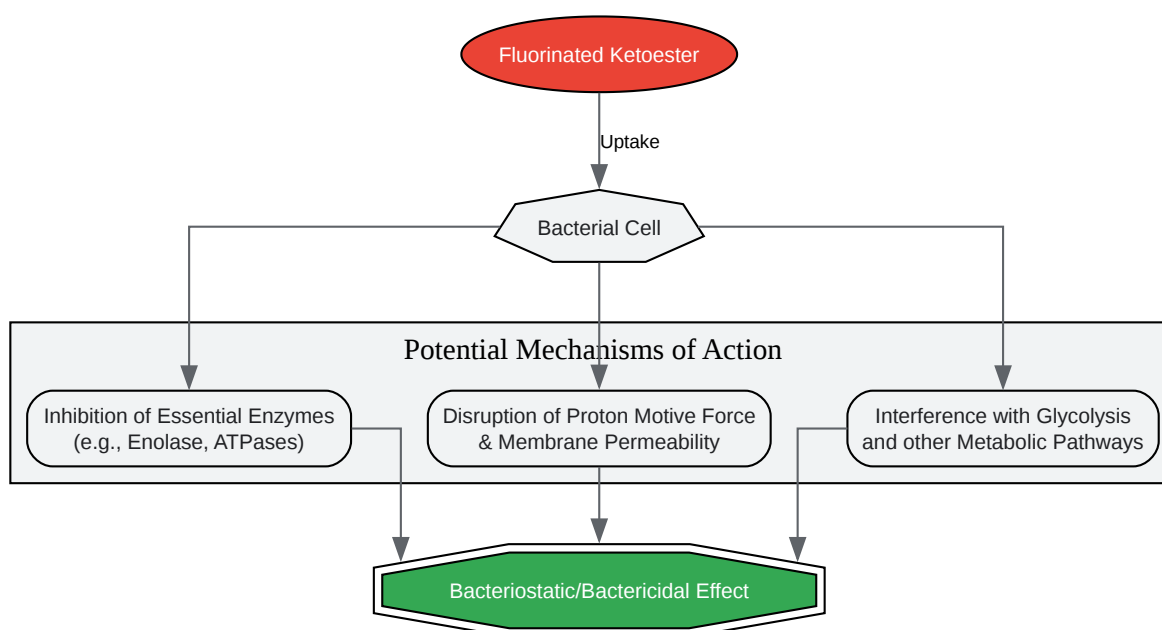 Fluorinated Ketoester
Uptake
Bacterial Cell
Potential Mechanisms of Action
Inhibition of Essential Enzymes
(e.g., Enolase, ATPases)
Disruption of Proton Motive Force
& Membrane Permeability
Interference with Glycolysis
and other Metabolic Pathways
Bacteriostatic/Bactericidal Effect